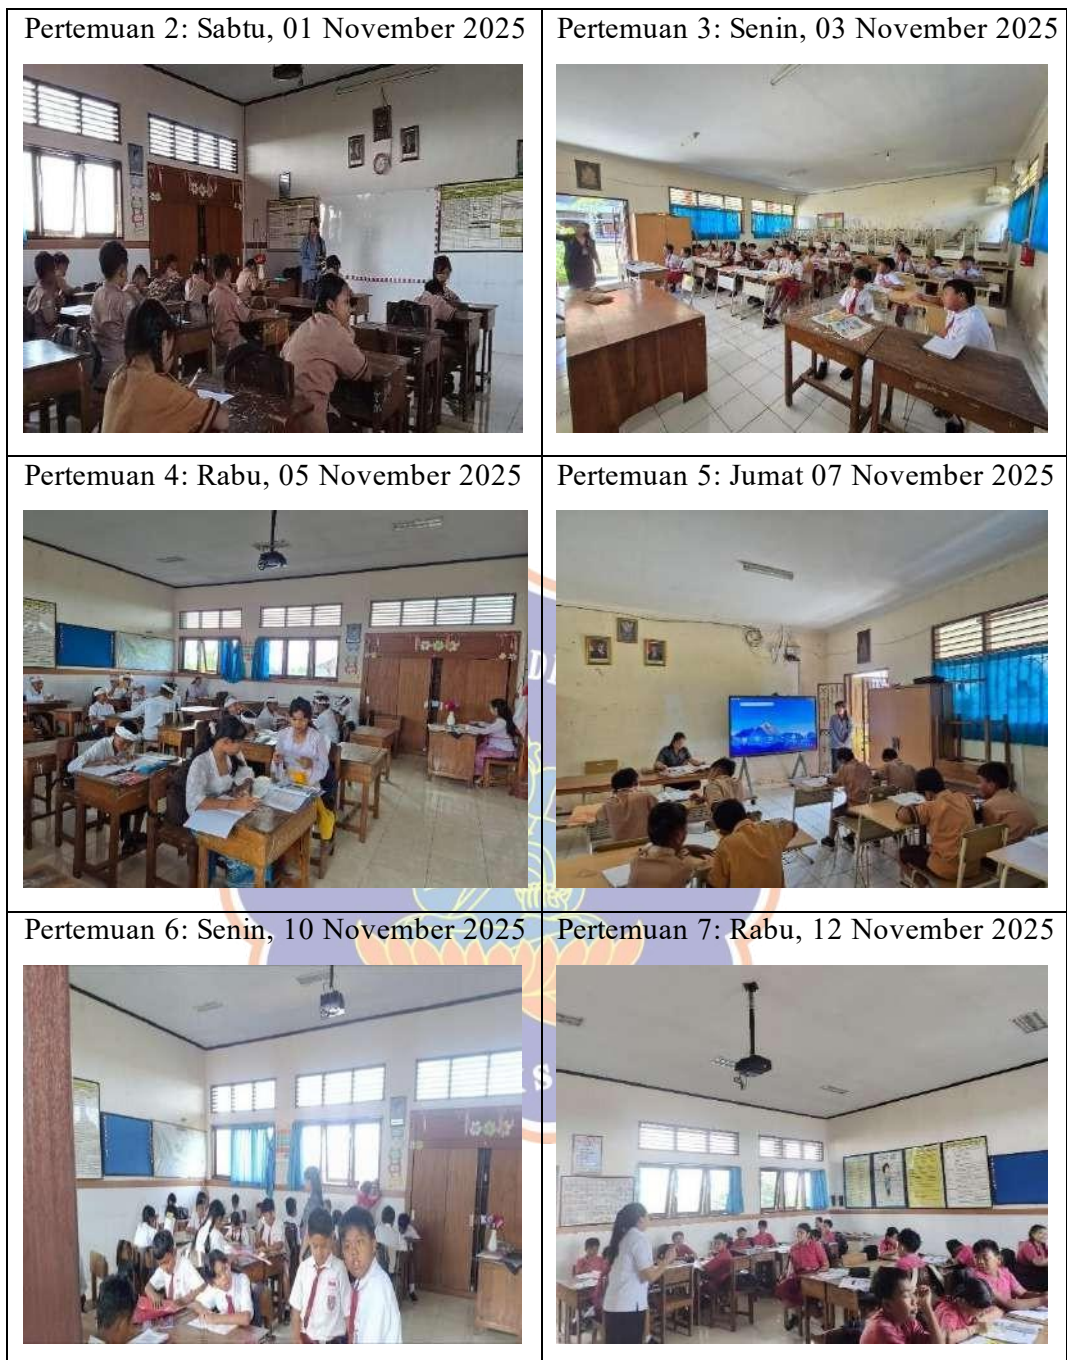 Pertemuan 2: Sabtu, 01 November 2025
Pertemuan 3: Senin, 03 November 2025
Pertemuan 4: Rabu, 05 November 2025
Pertemuan 5: Jumat 07 November 2025
Pertemuan 6: Senin, 10 November 2025
Pertemuan 7: Rabu, 12 November 2025